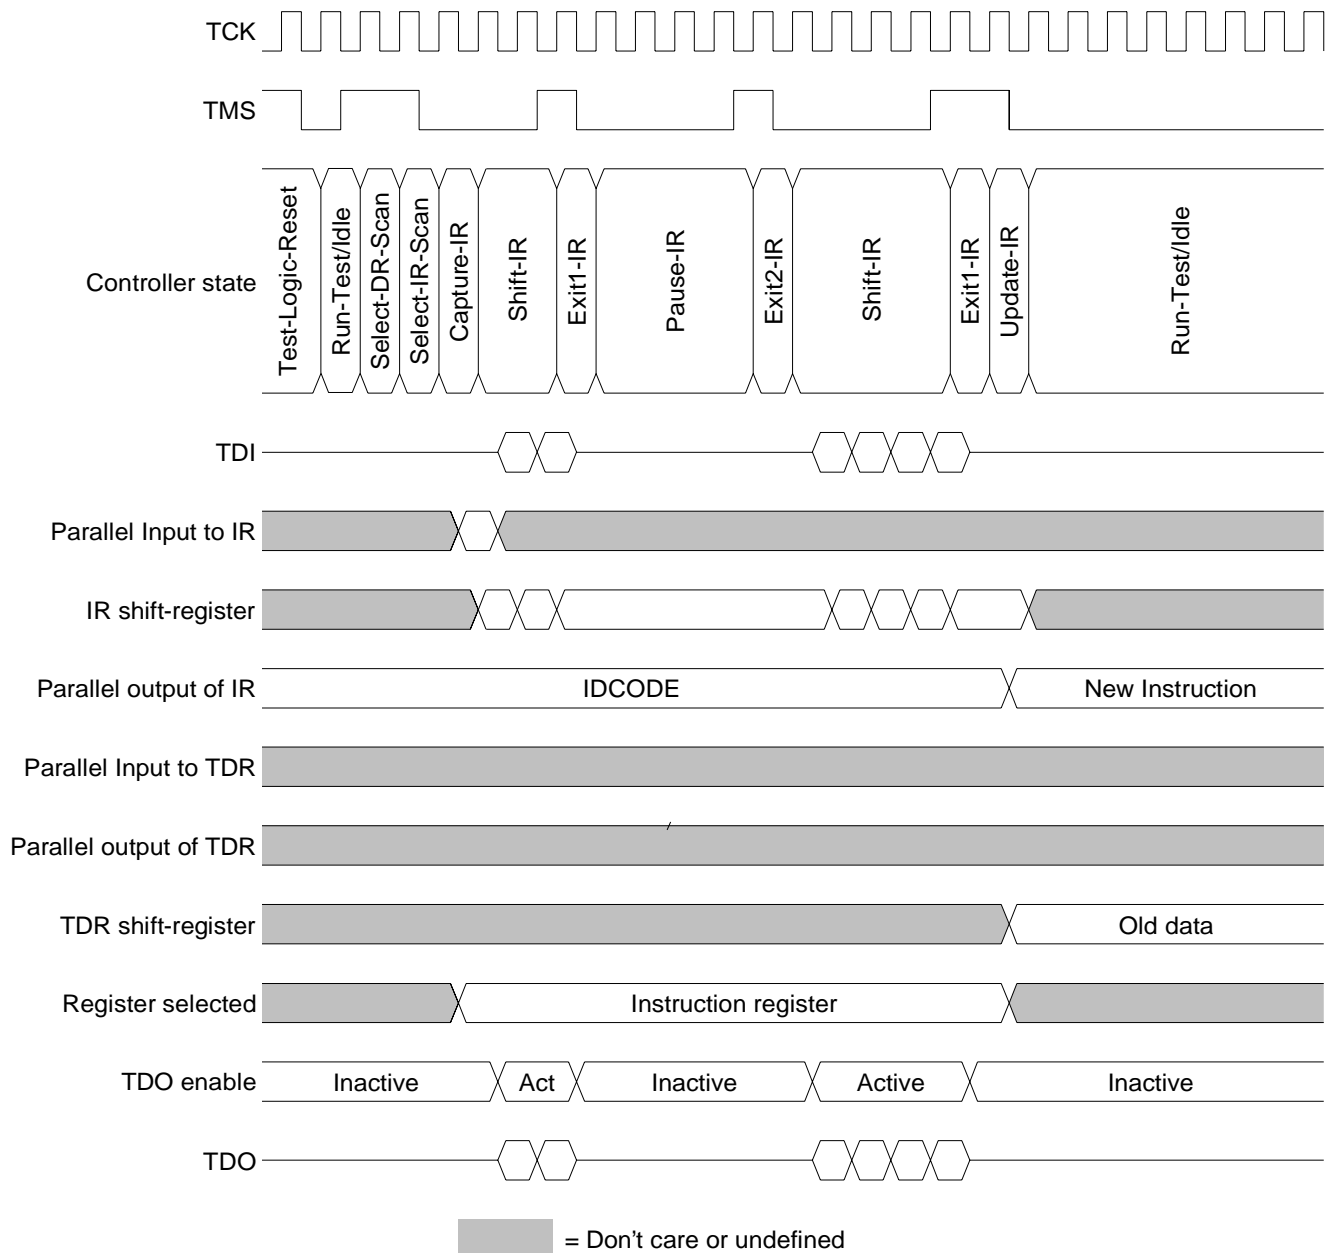 TCK
TMS
Controller state
Test-Logic-Reset
Run-Test/Idle
Select-DR-Scan
Select-IR-Scan
Capture-IR
Shift-IR
Exit1-IR
Pause-IR
Exit2-IR
Shift-IR
Exit1-IR
Update-IR
Run-Test/Idle
TDI
Parallel Input to IR
IR shift-register
Parallel output of IR
IDCODE
New Instruction
Parallel Input to TDR
Parallel output of TDR
TDR shift-register
Old data
Register selected
Instruction register
TDO enable
Inactive
Act
Inactive
Active
Inactive
TDO
= Don't care or undefined